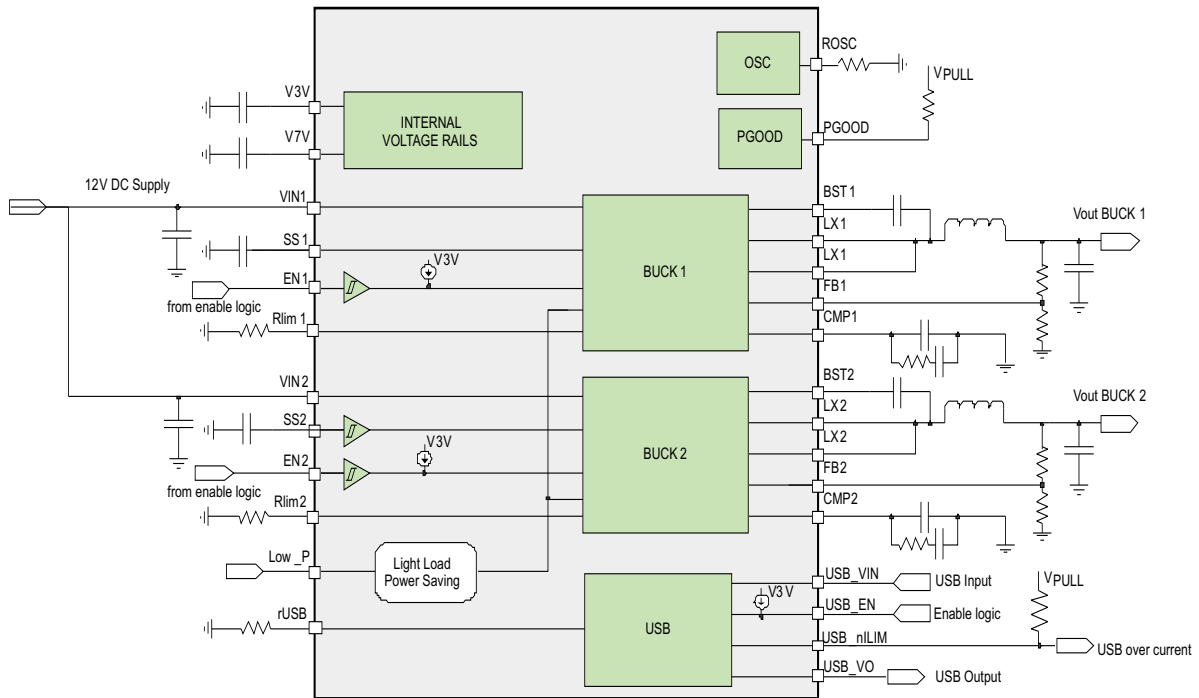 OSC
ROSC
VPULL
V3V
INTERNAL
VOLTAGE RAILS
V7V
PGOOD
PGOOD
12V DC Supply
VIN1
SS1
EN1
from enable logic
V3V
Rlim 1
BUCK 1
BST1
LX1
LX1
FB1
CMP1
Vout BUCK 1
VIN2
SS2
EN2
from enable logic
V3V
Rlim2
BUCK 2
BST2
LX2
LX2
FB2
CMP2
Vout BUCK 2
Low _P
Light Load
Power Saving
rUSB
USB
V3 V
USB_VIN
USB Input
USB_EN
Enable logic
VPULL
USB_nILIM
USB over current
USB_VO
USB Output